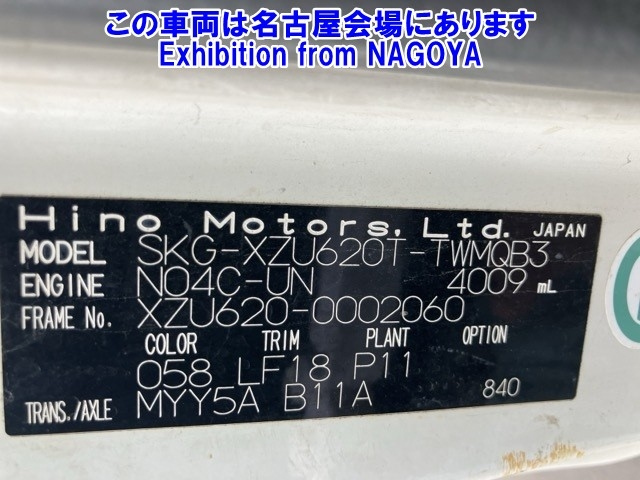 この車両は名古屋会場にあります
Exhibition from NAGOYA
Hino Motors, Ltd. JAPAN
MODEL SKG-XZU620T-TWMQB3
ENGINE N04C-UN 4009 mL
FRAME No. XZU620-0002060
COLOR TRIM PLANT OPTION
058 LF18 P11
TRANS./AXLE MYY5A B11A 840